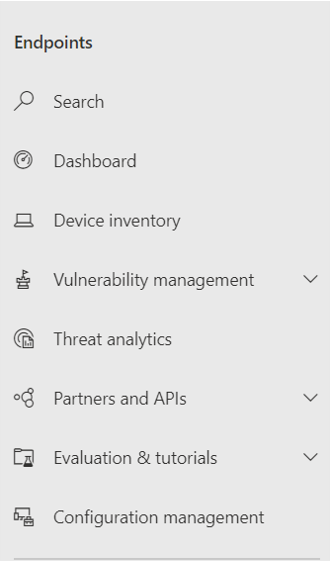 Endpoints
Search
Dashboard
Device inventory
Vulnerability management
Threat analytics
Partners and APIs
Evaluation & tutorials
Configuration management